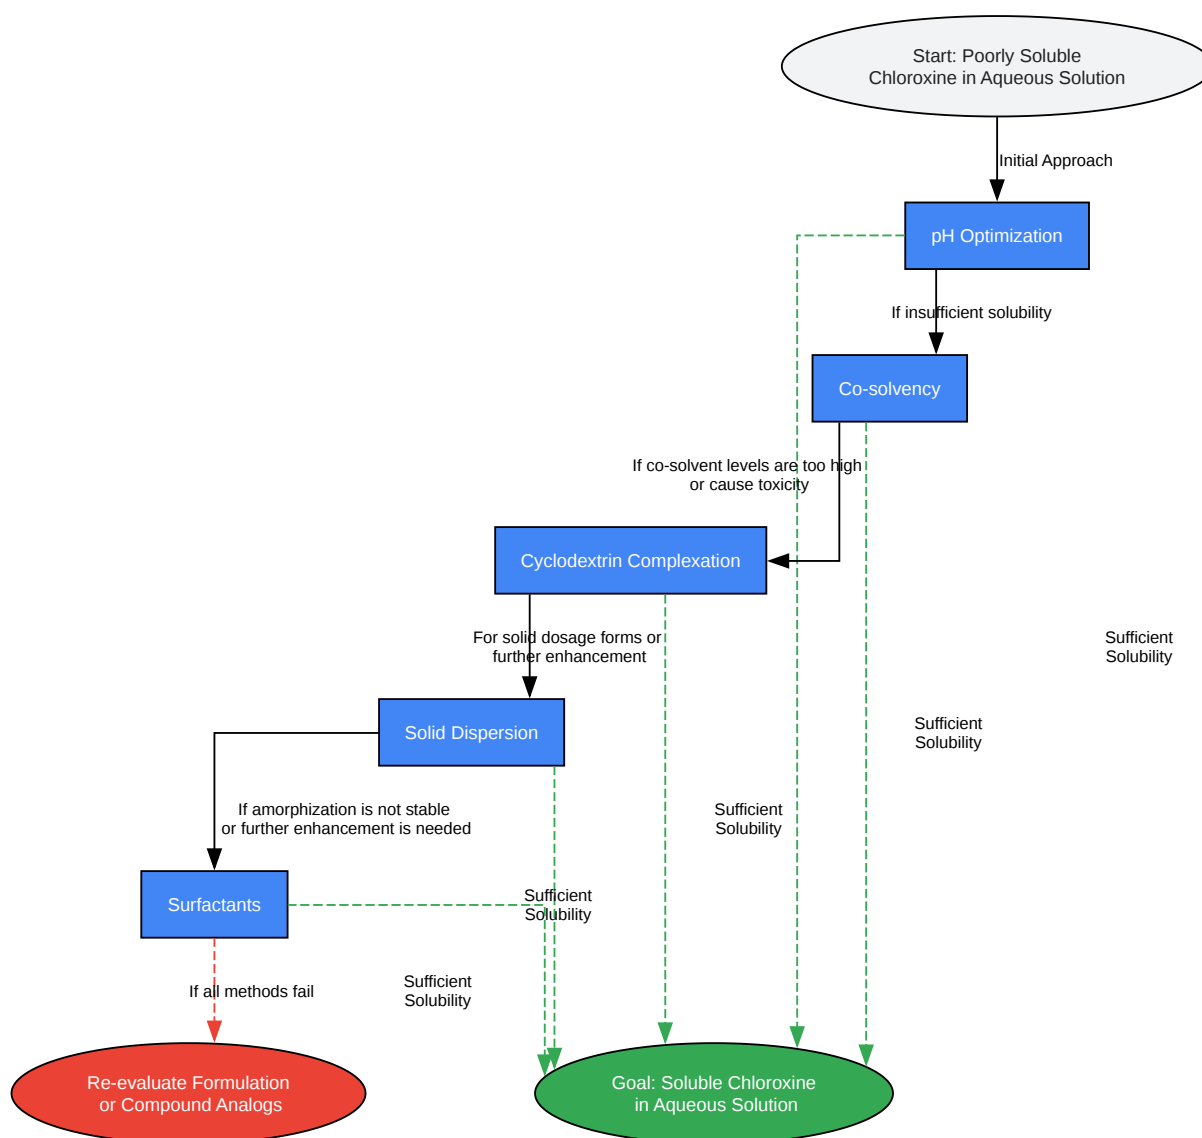 Start: Poorly Soluble
Chloroxine in Aqueous Solution
Initial Approach
pH Optimization
If insufficient solubility
Co-solvency
If co-solvent levels are too high
or cause toxicity
Cyclodextrin Complexation
For solid dosage forms or
further enhancement
Sufficient
Solubility
Solid Dispersion
Sufficient
Solubility
If amorphization is not stable
or further enhancement is needed
Sufficient
Solubility
Surfactants
Sufficient
Solubility
If all methods fail
Sufficient
Solubility
Re-evaluate Formulation
or Compound Analogs
Goal: Soluble Chloroxine
in Aqueous Solution